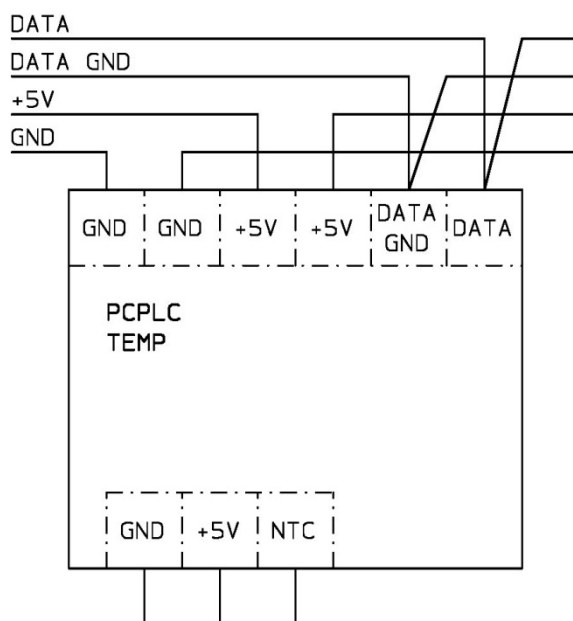 DATA
DATA GND
+5V
GND
GND GND +5V +5V DATA GND DATA
PCPLC
TEMP
GND +5V NTC